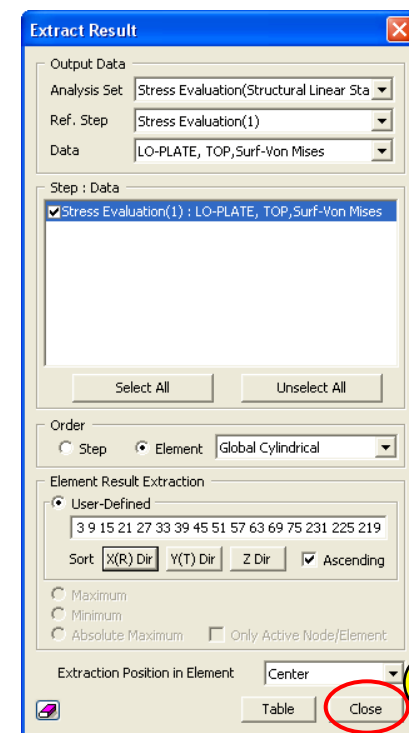 Extract Result
Output Data
Analysis Set Stress Evaluation(Structural Linear Sta
Ref. Step Stress Evaluation(1)
Data LO-PLATE, TOP,Surf-Von Mises
Step : Data
Stress Evaluation(1) : LO-PLATE, TOP,Surf-Von Mises
Select All Unselect All
Order
Step Element Global Cylindrical
Element Result Extraction
User-Defined
3 9 15 21 27 33 39 45 51 57 63 69 75 231 225 219
Sort X(R) Dir Y(T) Dir Z Dir Ascending
Maximum
Minimum
Absolute Maximum Only Active Node/Element
Extraction Position in Element Center
Table Close